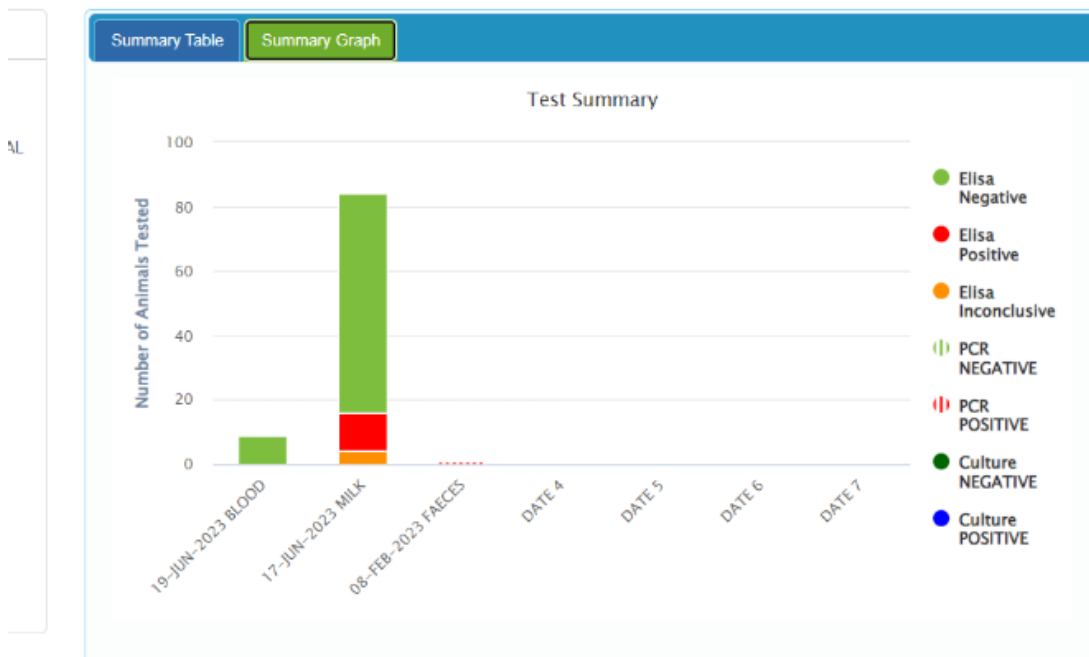 AL
Summary Table
Summary Graph
Test Summary
Number of Animals Tested
100
80
60
40
20
0
19-JUN-2023 BLOOD
17-JUN-2023 MILK
08-FEB-2023 FAECES
DATE 4
DATE 5
DATE 6
DATE 7
Elisa
Negative
Elisa
Positive
Elisa
Inconclusive
PCR
NEGATIVE
PCR
POSITIVE
Culture
NEGATIVE
Culture
POSITIVE